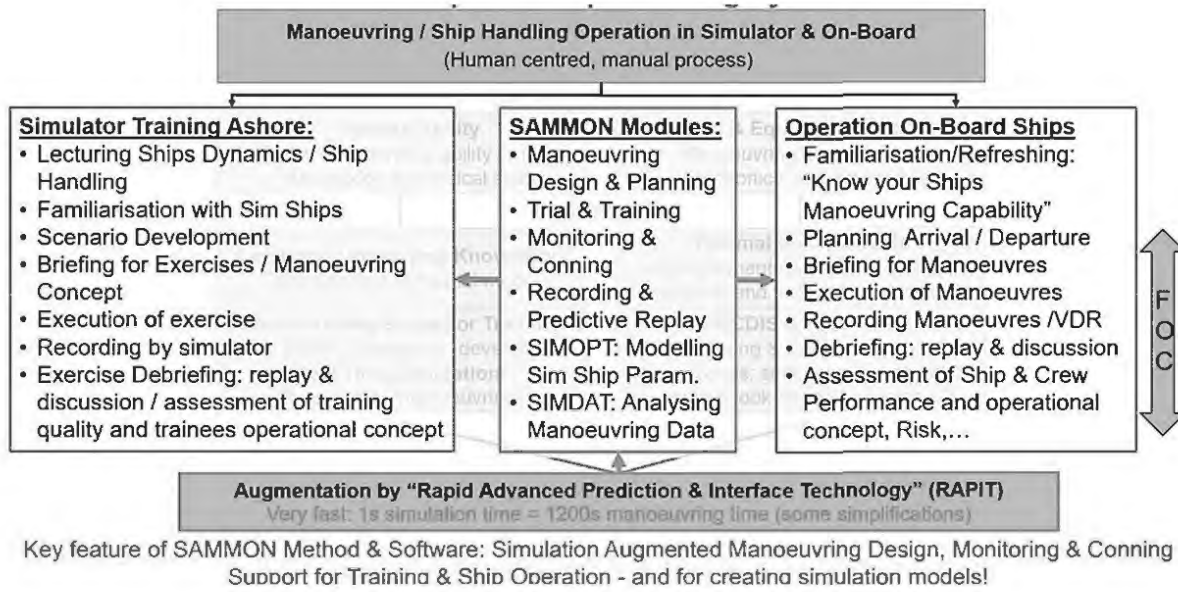 Manoeuvring / Ship Handling Operation in Simulator & On-Board
(Human centred, manual process)
Simulator Training Ashore:
• Lecturing Ships Dynamics / Ship
Handling
• Familiarisation with Sim Ships
• Scenario Development
• Briefing for Exercises / Manoeuvring
Concept
• Execution of exercise
• Recording by simulator
• Exercise Debriefing: replay &
discussion / assessment of training
quality and trainees operational concept
SAMMON Modules:
• Manoeuvring
Design & Planning
• Trial & Training
• Monitoring &
Conning
• Recording &
Predictive Replay
• SIMOPT: Modelling
Sim Ship Param.
• SIMDAT: Analysing
Manoeuvring Data
Operation On-Board Ships
• Familiarisation/Refreshing:
“Know your Ships
Manoeuvring Capability”
• Planning Arrival / Departure
• Briefing for Manoeuvres
• Execution of Manoeuvres
• Recording Manoeuvres /VDR
• Debriefing: replay & discussion
• Assessment of Ship & Crew
Performance and operational
concept, Risk,…
F
O
C
Augmentation by “Rapid Advanced Prediction & Interface Technology” (RAPIT)
Very fast: 1s simulation time = 1200s manoeuvring time (some simplifications)
Key feature of SAMMON Method & Software: Simulation Augmented Manoeuvring Design, Monitoring & Conning
Support for Training & Ship Operation - and for creating simulation models!